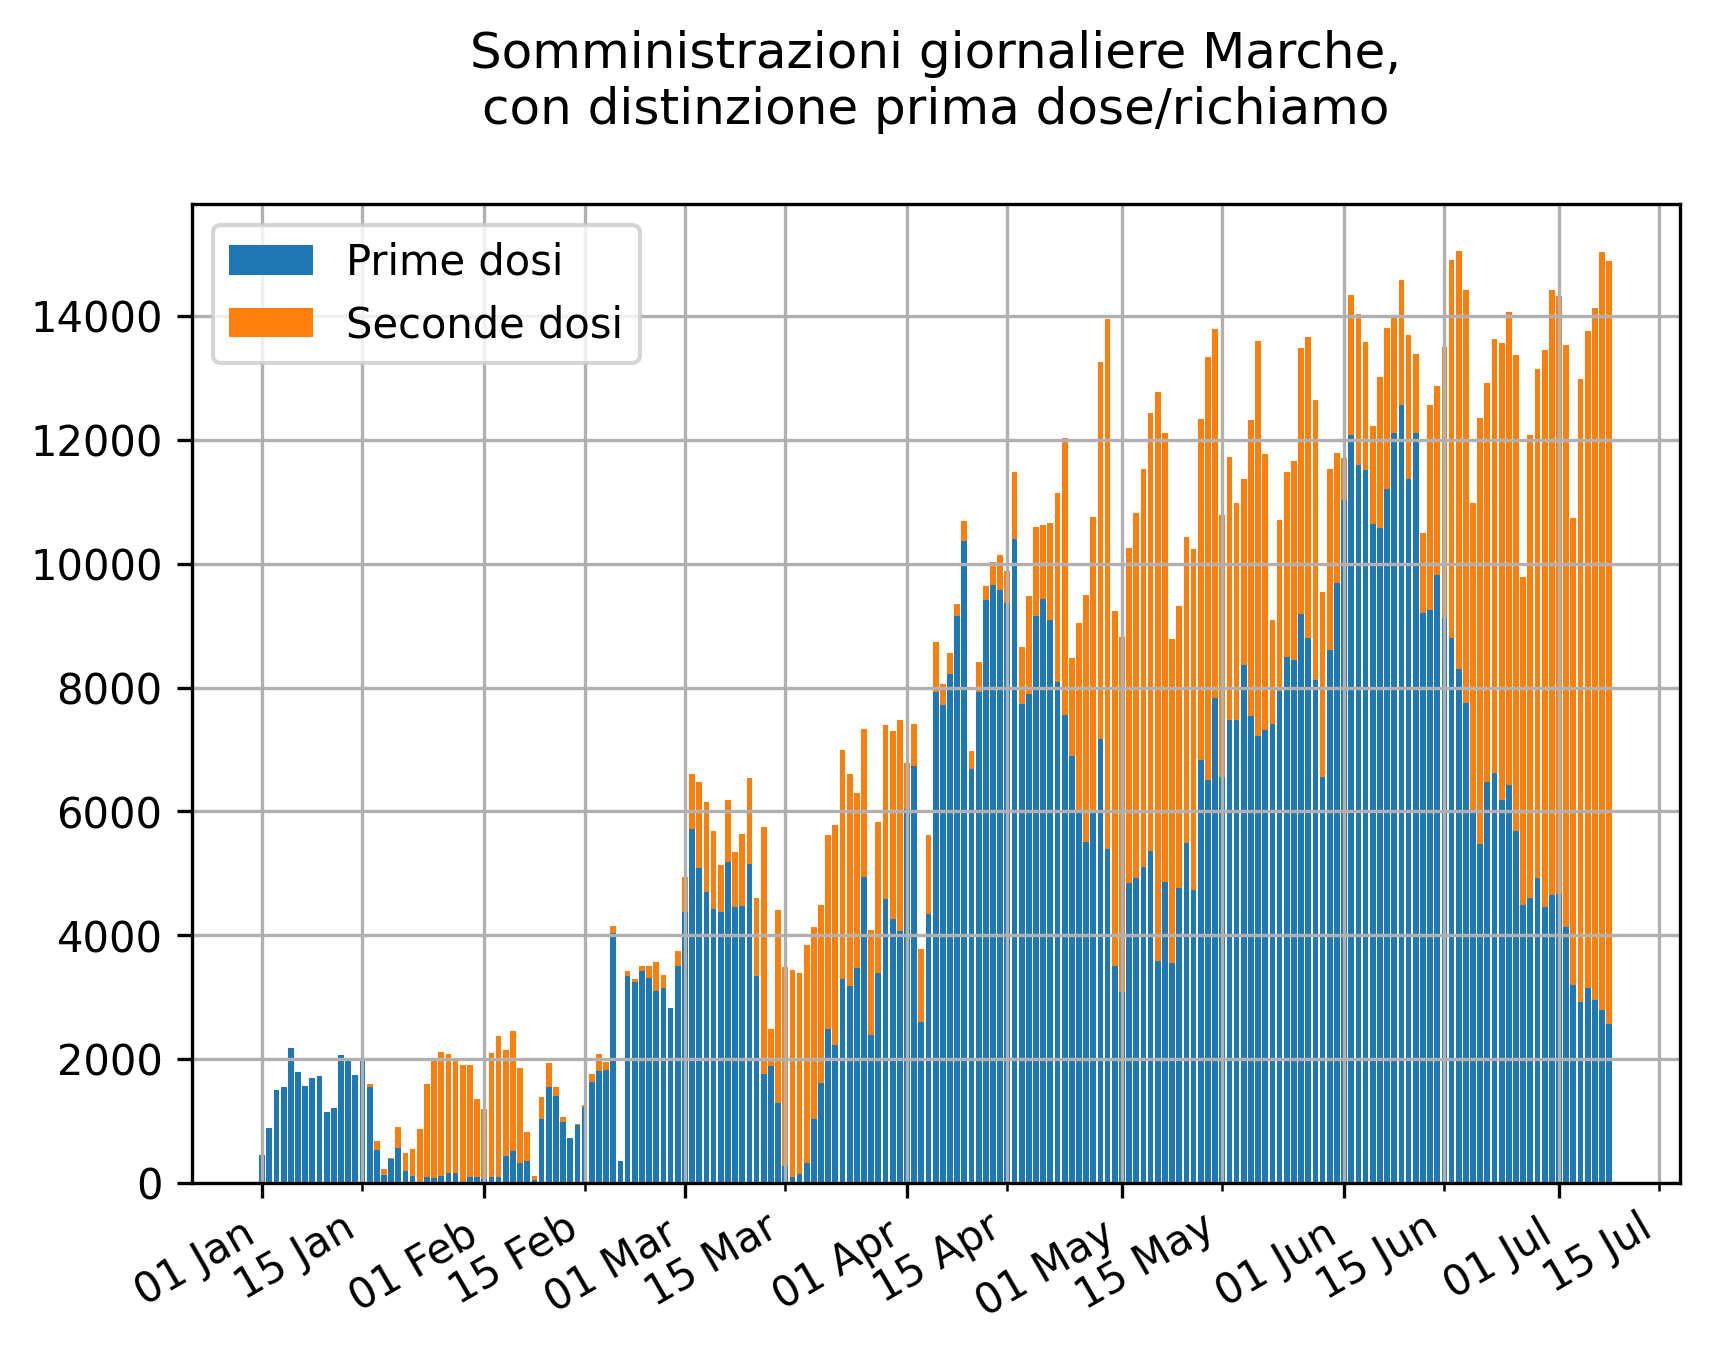 Somministrazioni giornaliere Marche,
con distinzione prima dose/richiamo
Prime dosi
Seconde dosi
14000
12000
10000
8000
6000
4000
2000
0
01 Jan
15 Jan
01 Feb
15 Feb
01 Mar
15 Mar
01 Apr
15 Apr
01 May
15 May
01 Jun
15 Jun
01 Jul
15 Jul